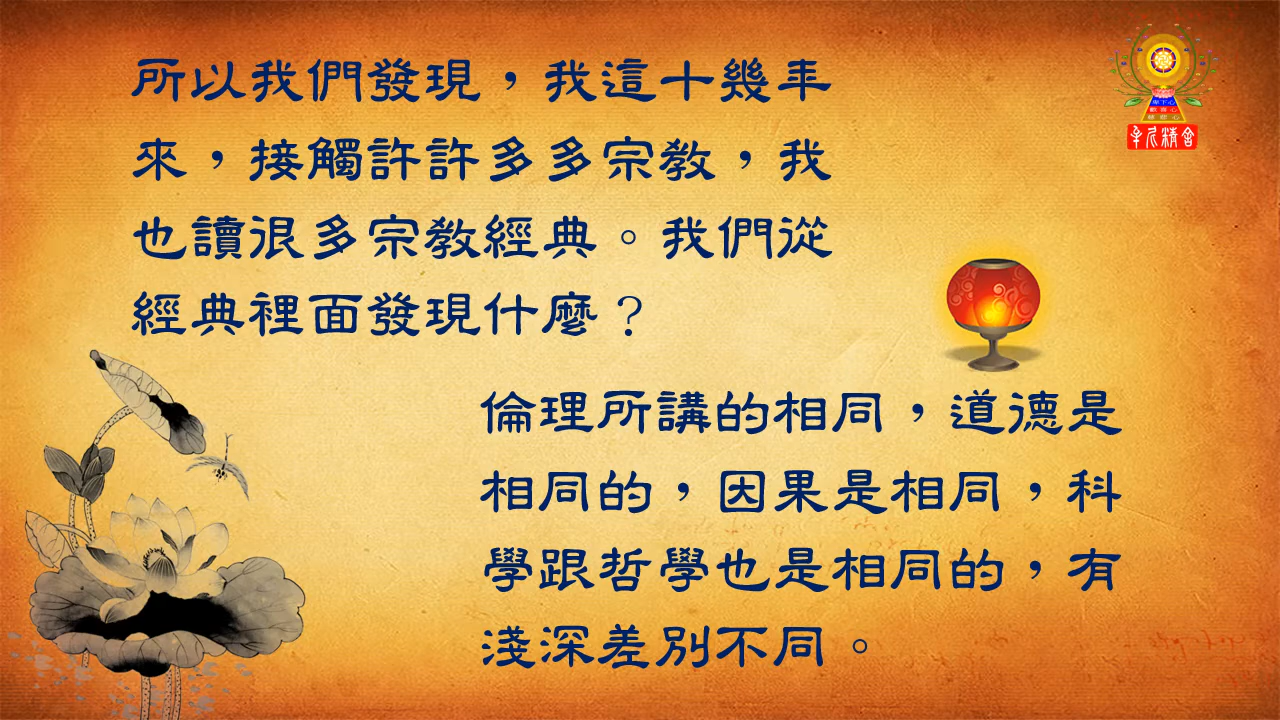 所以我們發現，我這十幾年
來，接觸許許多多宗教，我
也讀很多宗教經典。我們從
經典裡面發現什麼？
倫理所講的相同，道德是
相同的，因果是相同，科
學跟哲學也是相同的，有
淺深差別不同。